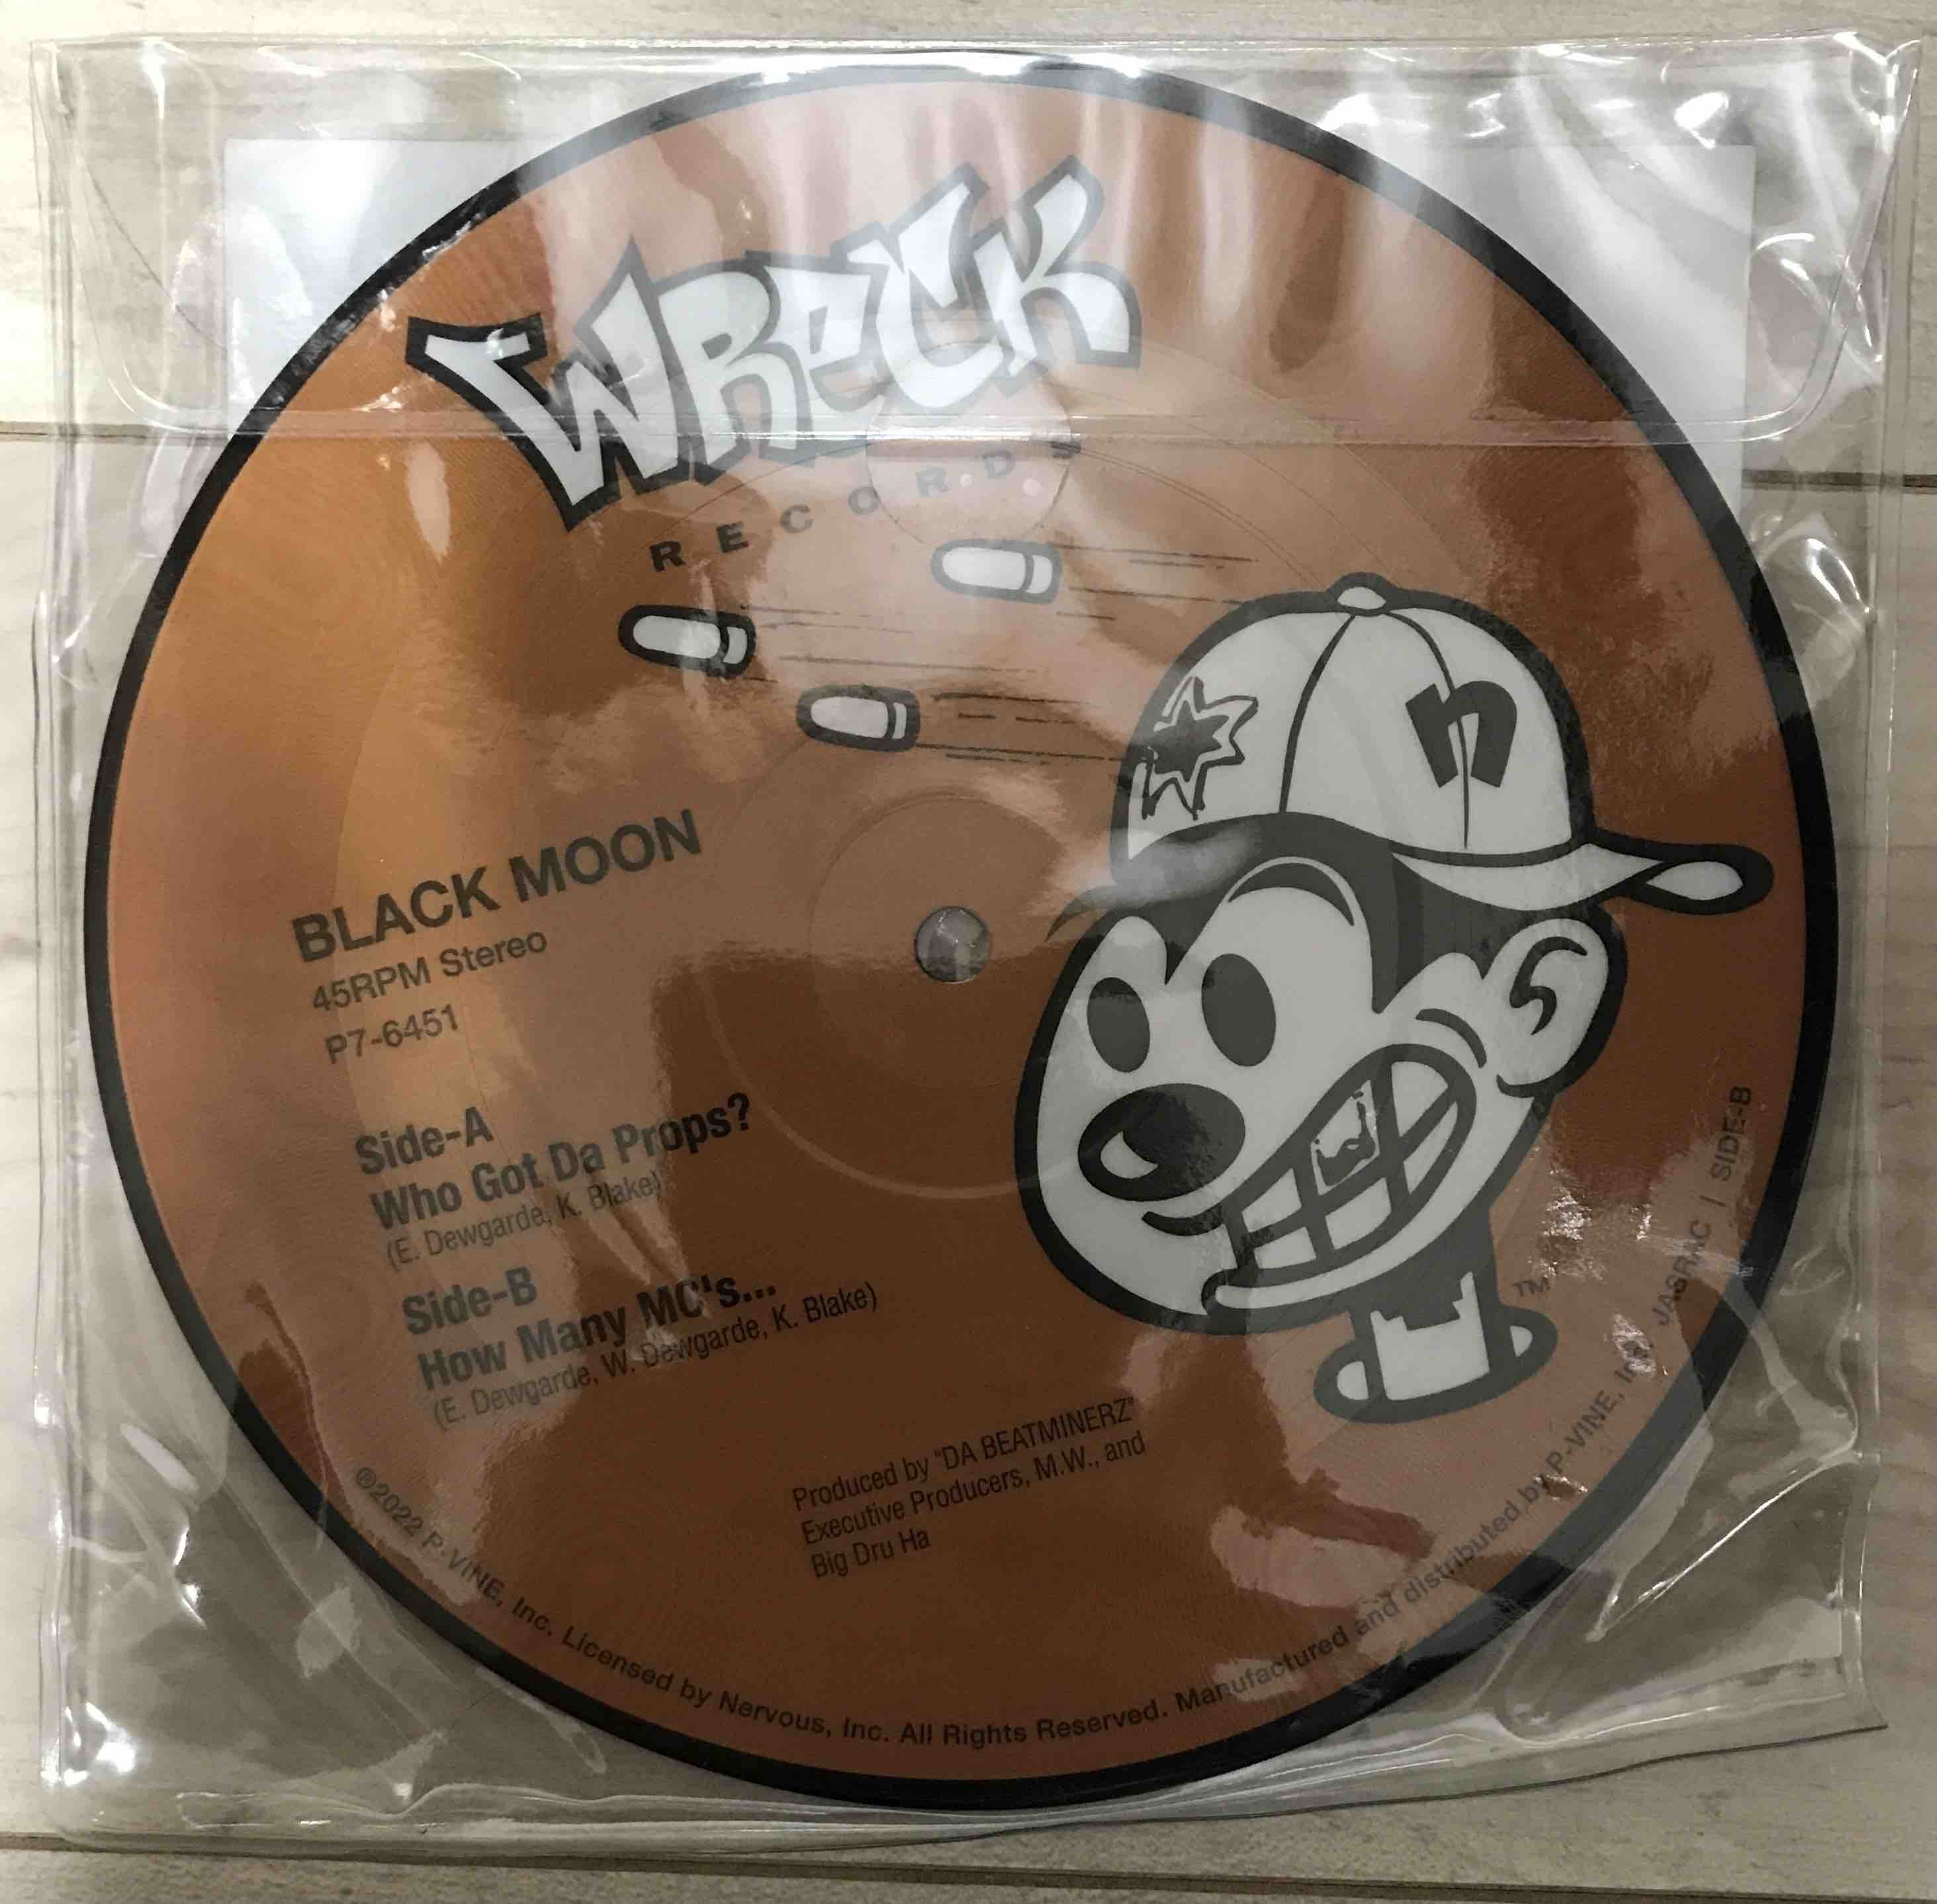 WRECK
RECORDS
n
BLACK MOON
45RPM Stereo
P7-6451
Side-A
Who Got Da Props?
(E. Dewgarde, K. Blake)
Side-B
How Many MC's...
(E. Dewgarde, W. Dewgarde, K. Blake)
TM
Produced by "DA BEATMINERZ"
Executive Producers, M.W., and
Big Dru Ha
℗2022 P-VINE, Inc. Licensed by Nervous, Inc. All Rights Reserved. Manufactured and distributed by P-VINE, Inc. JASRAC | SIDE-B